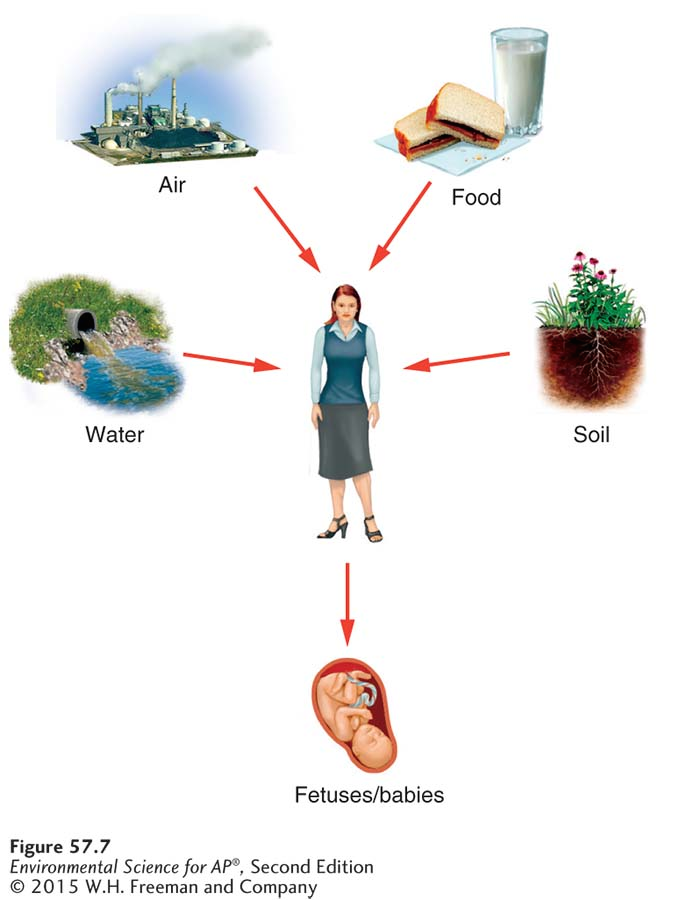 Air
Food
Water
Soil
Fetuses/babies
Figure 57.7
Environmental Science for AP®, Second Edition
© 2015 W.H. Freeman and Company